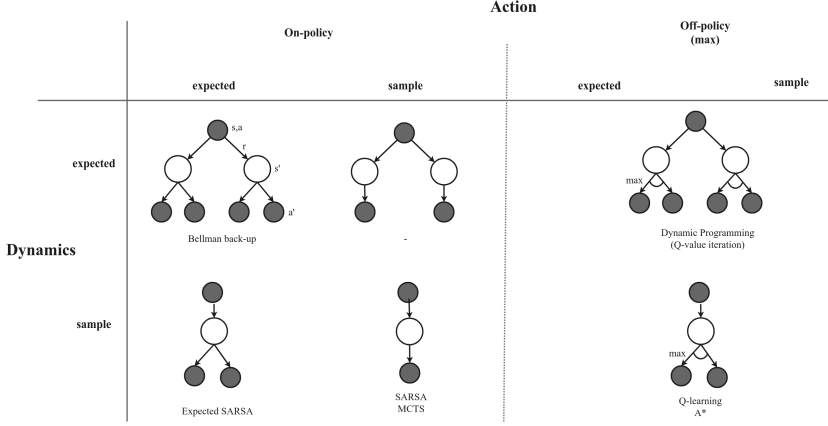 Action
On-policy
Off-policy
(max)
expected
sample
expected
sample
Dynamics
expected
s,a
r
s'
a'
Bellman back-up
-
max
Dynamic Programming
(Q-value iteration)
sample
Expected SARSA
SARSA
MCTS
max
Q-learning
A*